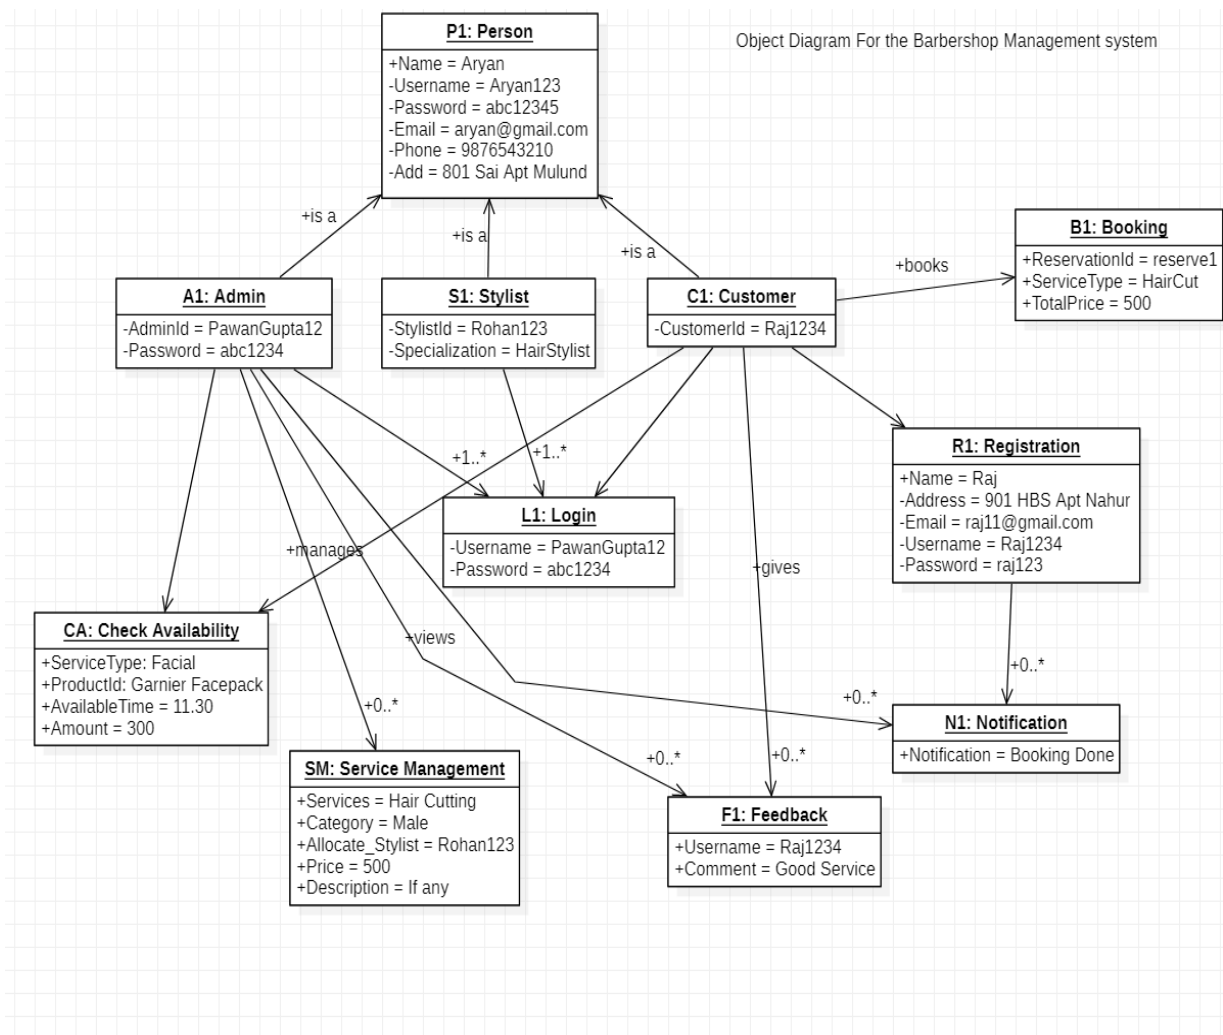 P1: Person
Object Diagram For the Barbershop Management system
+Name = Aryan
-Username = Aryan123
-Password = abc12345
-Email = aryan@gmail.com
-Phone = 9876543210
-Add = 801 Sai Apt Mulund
+is a
+is a
+is a
+books
B1: Booking
+ReservationId = reserve1
+ServiceType = HairCut
+TotalPrice = 500
A1: Admin
-AdminId = PawanGupta12
-Password = abc1234
S1: Stylist
-StylistId = Rohan123
-Specialization = HairStylist
C1: Customer
-CustomerId = Raj1234
R1: Registration
+Name = Raj
-Address = 901 HBS Apt Nahur
-Email = raj11@gmail.com
-Username = Raj1234
-Password = raj123
+1..*
+1..*
L1: Login
-Username = PawanGupta12
-Password = abc1234
+manages
+gives
CA: Check Availability
+ServiceType: Facial
+ProductId: Garnier Facepack
+AvailableTime = 11.30
+Amount = 300
+views
+0..*
+0..*
+0..*
N1: Notification
+Notification = Booking Done
+0..*
+0..*
SM: Service Management
+Services = Hair Cutting
+Category = Male
+Allocate_Stylist = Rohan123
+Price = 500
+Description = If any
F1: Feedback
+Username = Raj1234
+Comment = Good Service